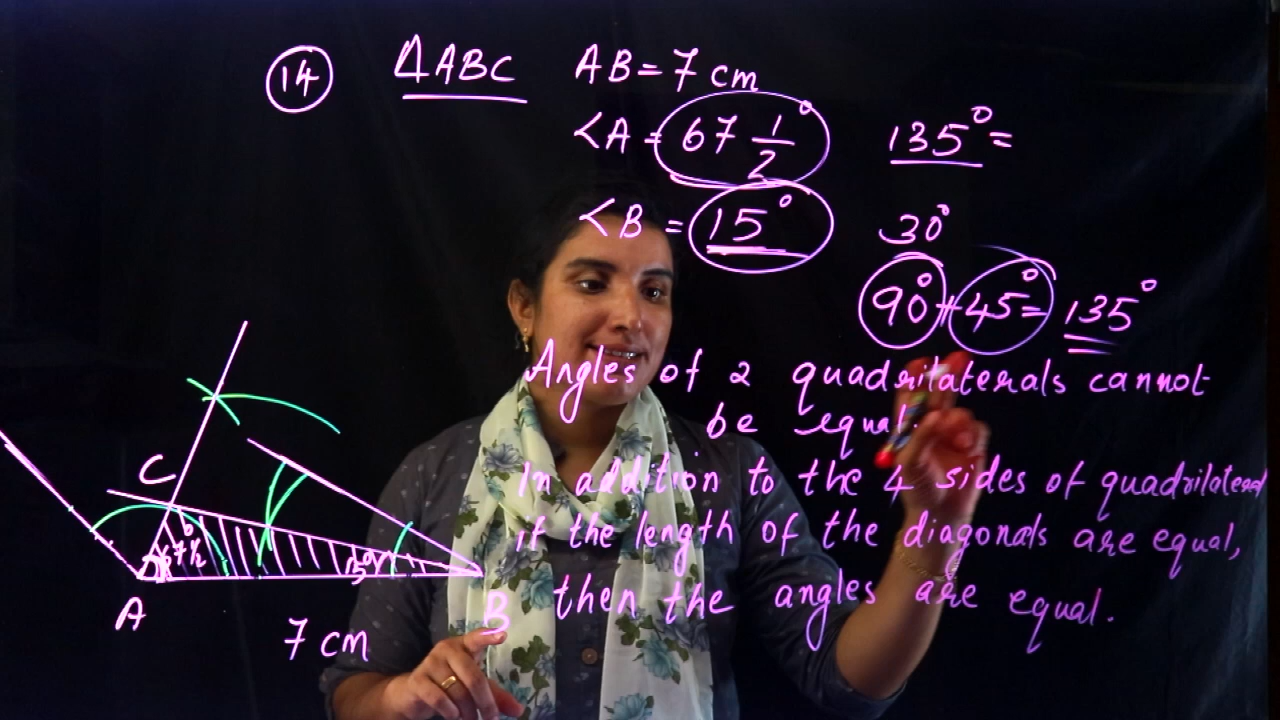 14 ΔABC AB = 7 cm
<A = 67 1/2° 135° =
<B = 15° 30°
90° + 45° = 135°
Angles of 2 quadrilaterals cannot
be equal.
In addition to the 4 sides of quadrilateral
if the length of the diagonals are equal,
then the angles are equal.
C
15°
A
B
7 cm